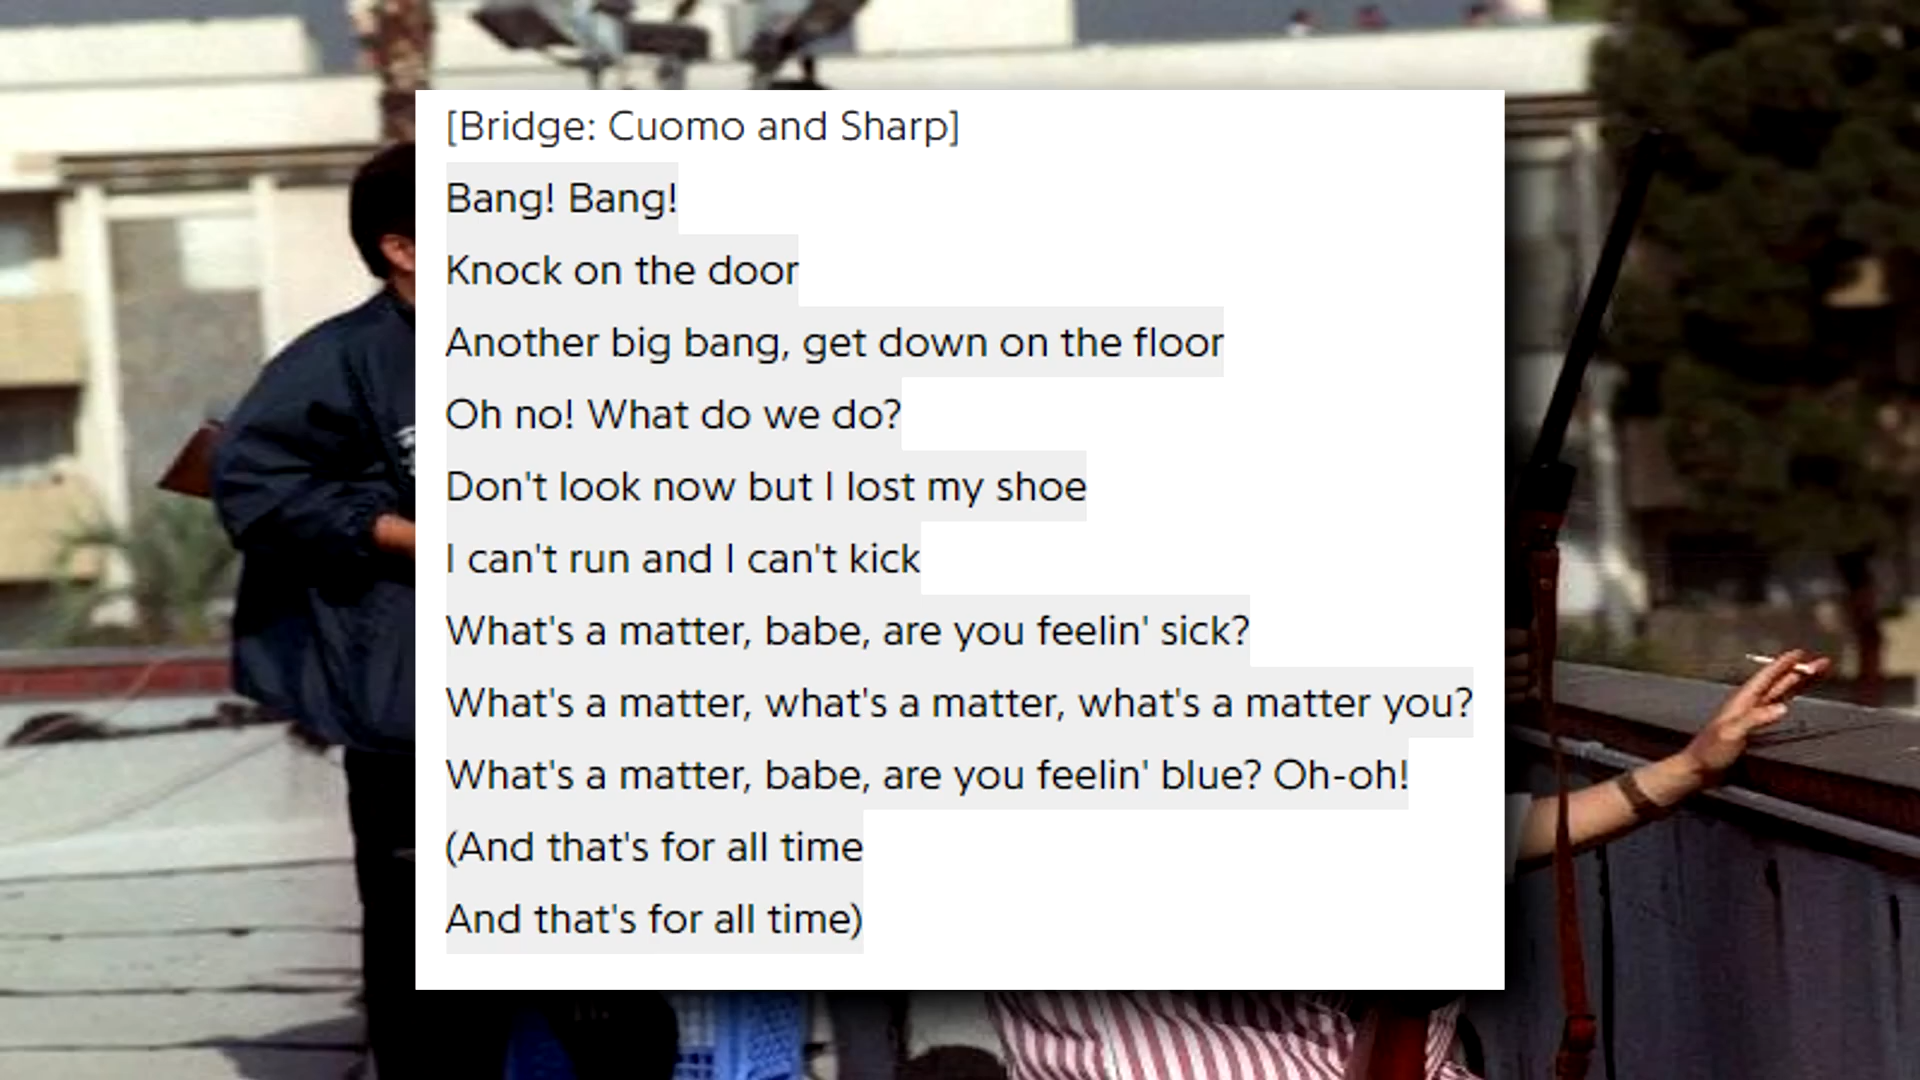 [Bridge: Cuomo and Sharp]
Bang! Bang!
Knock on the door
Another big bang, get down on the floor
Oh no! What do we do?
Don't look now but I lost my shoe
I can't run and I can't kick
What's a matter, babe, are you feelin' sick?
What's a matter, what's a matter, what's a matter you?
What's a matter, babe, are you feelin' blue? Oh-oh!
(And that's for all time
And that's for all time)